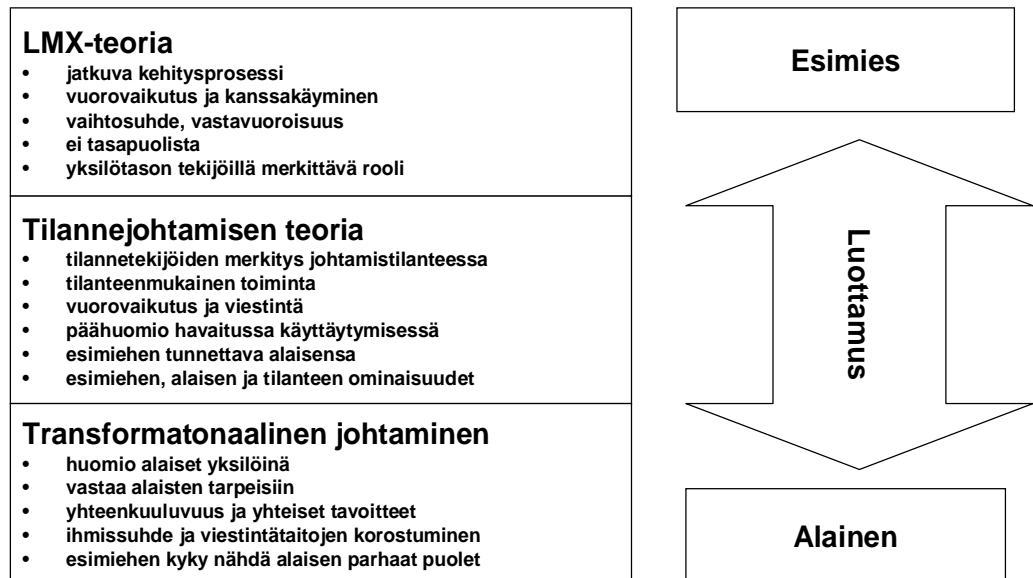 LMX-teoria
• jatkuva kehitysprosessi
• vuorovaikutus ja kanssakäyminen
• vaihtosuhde, vastavuoroisuus
• ei tasapuolista
• yksilötason tekijöillä merkittävä rooli
Tilannejohtamisen teoria
• tilannetekijöiden merkitys johtamistilanteessa
• tilanteenmukainen toiminta
• vuorovaikutus ja viestintä
• päähuomio havaitussa käyttäytymisessä
• esimiehen tunnettava alaisensa
• esimiehen, alaisen ja tilanteen ominaisuudet
Transformatonaalinen johtaminen
• huomio alaiset yksilöinä
• vastaa alaisten tarpeisiin
• yhteenkuuluvuus ja yhteiset tavoitteet
• ihmissuhde ja viestintätaitojen korostuminen
• esimiehen kyky nähdä alaisen parhaat puolet
Esimies
Luottamus
Alainen